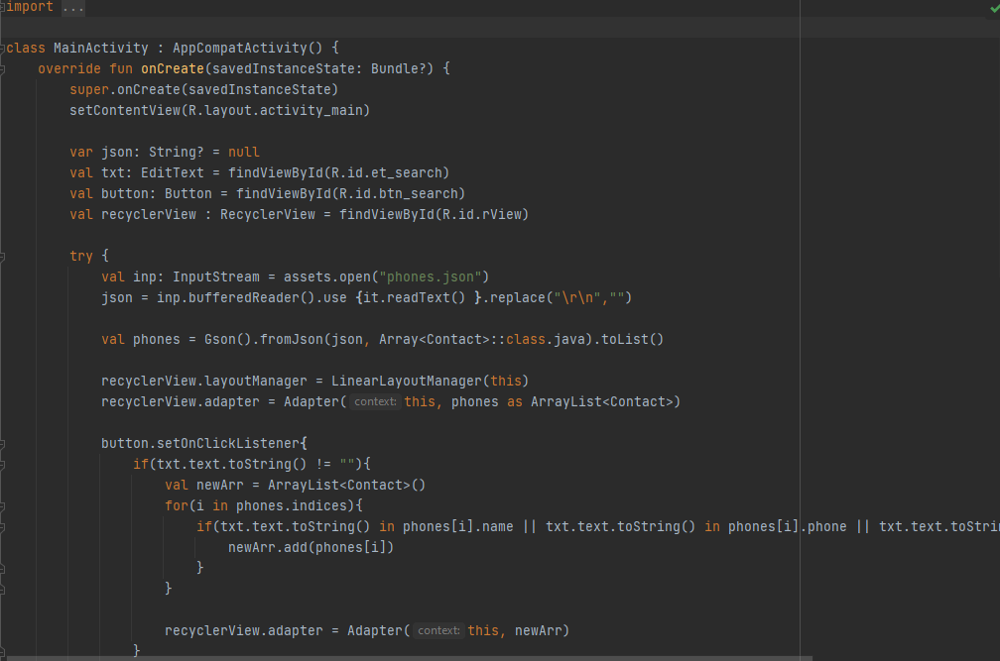 import ...
class MainActivity : AppCompatActivity() {
override fun onCreate(savedInstanceState: Bundle?) {
super.onCreate(savedInstanceState)
setContentView(R.layout.activity_main)
var json: String? = null
val txt: EditText = findViewById(R.id.et_search)
val button: Button = findViewById(R.id.btn_search)
val recyclerView : RecyclerView = findViewById(R.id.rView)
try {
val inp: InputStream = assets.open("phones.json")
json = inp.bufferedReader().use {it.readText() }.replace("\r\n","")
val phones = Gson().fromJson(json, Array<Contact>::class.java).toList()
recyclerView.layoutManager = LinearLayoutManager(this)
recyclerView.adapter = Adapter( context: this, phones as ArrayList<Contact>)
button.setOnClickListener{
if(txt.text.toString() != ""){
val newArr = ArrayList<Contact>()
for(i in phones.indices){
if(txt.text.toString() in phones[i].name || txt.text.toString() in phones[i].phone || txt.text.toStri
newArr.add(phones[i])
}
}
recyclerView.adapter = Adapter( context: this, newArr)
}